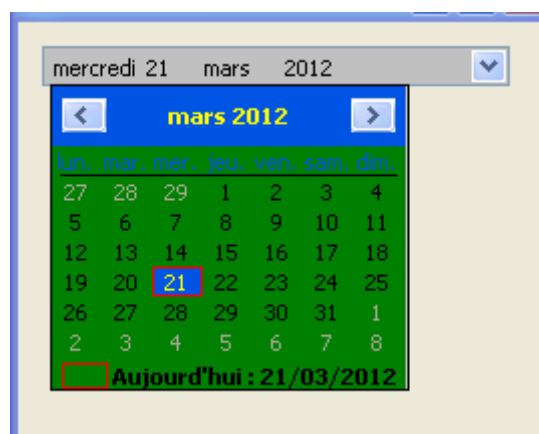 mercredi 21 mars 2012
mars 2012
lun. mar. mer. jeu. ven. sam. dim.
27 28 29 1 2 3 4
5 6 7 8 9 10 11
12 13 14 15 16 17 18
19 20 21 22 23 24 25
26 27 28 29 30 31 1
2 3 4 5 6 7 8
Aujourd'hui : 21/03/2012